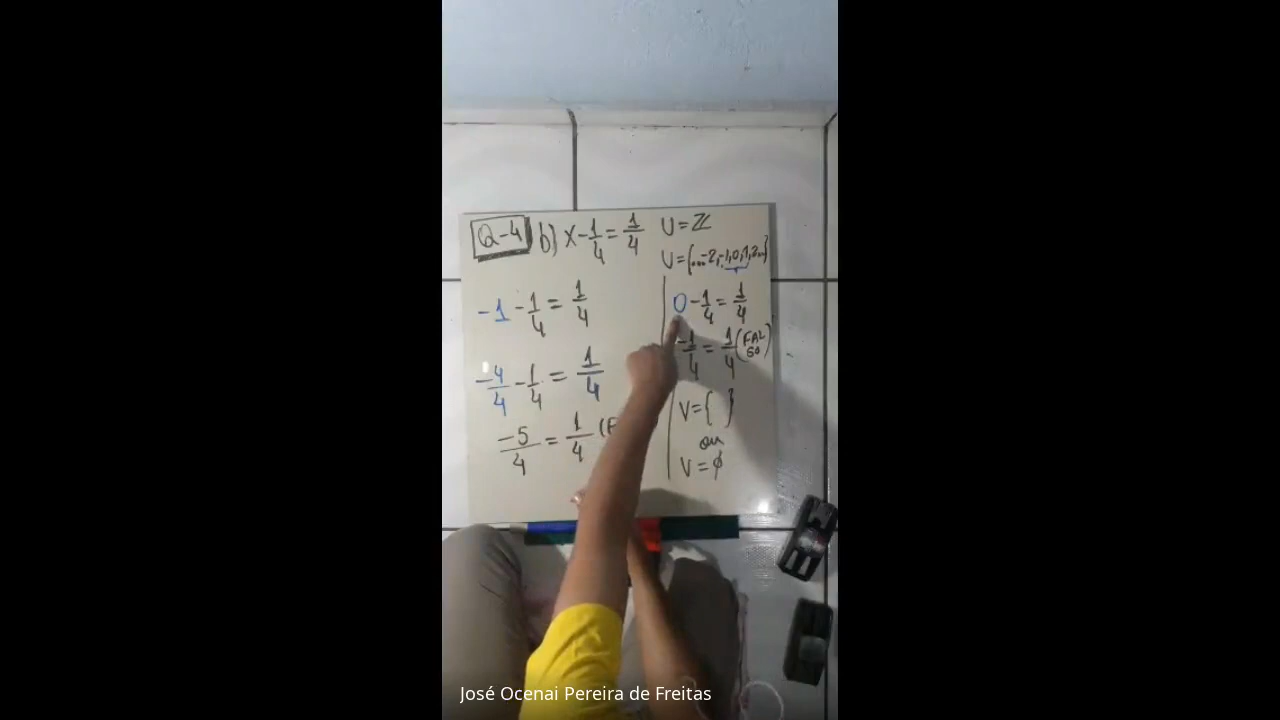 Q-4 b) x - 1/4 = 1/4 U = ℤ
U = {...-2,-1,0,1,2...}
-1 - 1/4 = 1/4
-4/4 - 1/4 = 1/4
-5/4 = 1/4 (F
0 - 1/4 = 1/4
-1/4 = 1/4 (FAL
SO)
V = { }
ou
V = ϕ
José Ocenai Pereira de Freitas